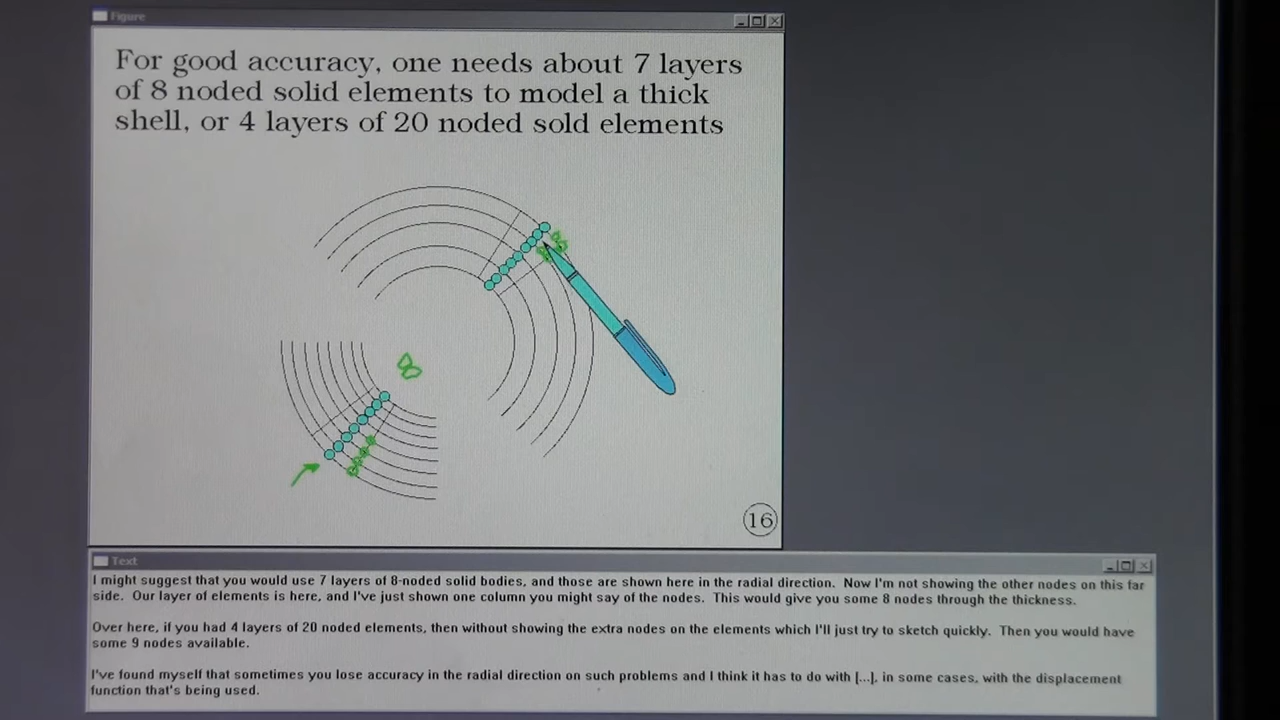 Figure
For good accuracy, one needs about 7 layers
of 8 noded solid elements to model a thick
shell, or 4 layers of 20 noded sold elements
8
16
Text
I might suggest that you would use 7 layers of 8-noded solid bodies, and those are shown here in the radial direction. Now I'm not showing the other nodes on this far
side. Our layer of elements is here, and I've just shown one column you might say of the nodes. This would give you some 8 nodes through the thickness.
Over here, if you had 4 layers of 20 noded elements, then without showing the extra nodes on the elements which I'll just try to sketch quickly. Then you would have
some 9 nodes available.
I've found myself that sometimes you lose accuracy in the radial direction on such problems and I think it has to do with [...], in some cases, with the displacement
function that's being used.